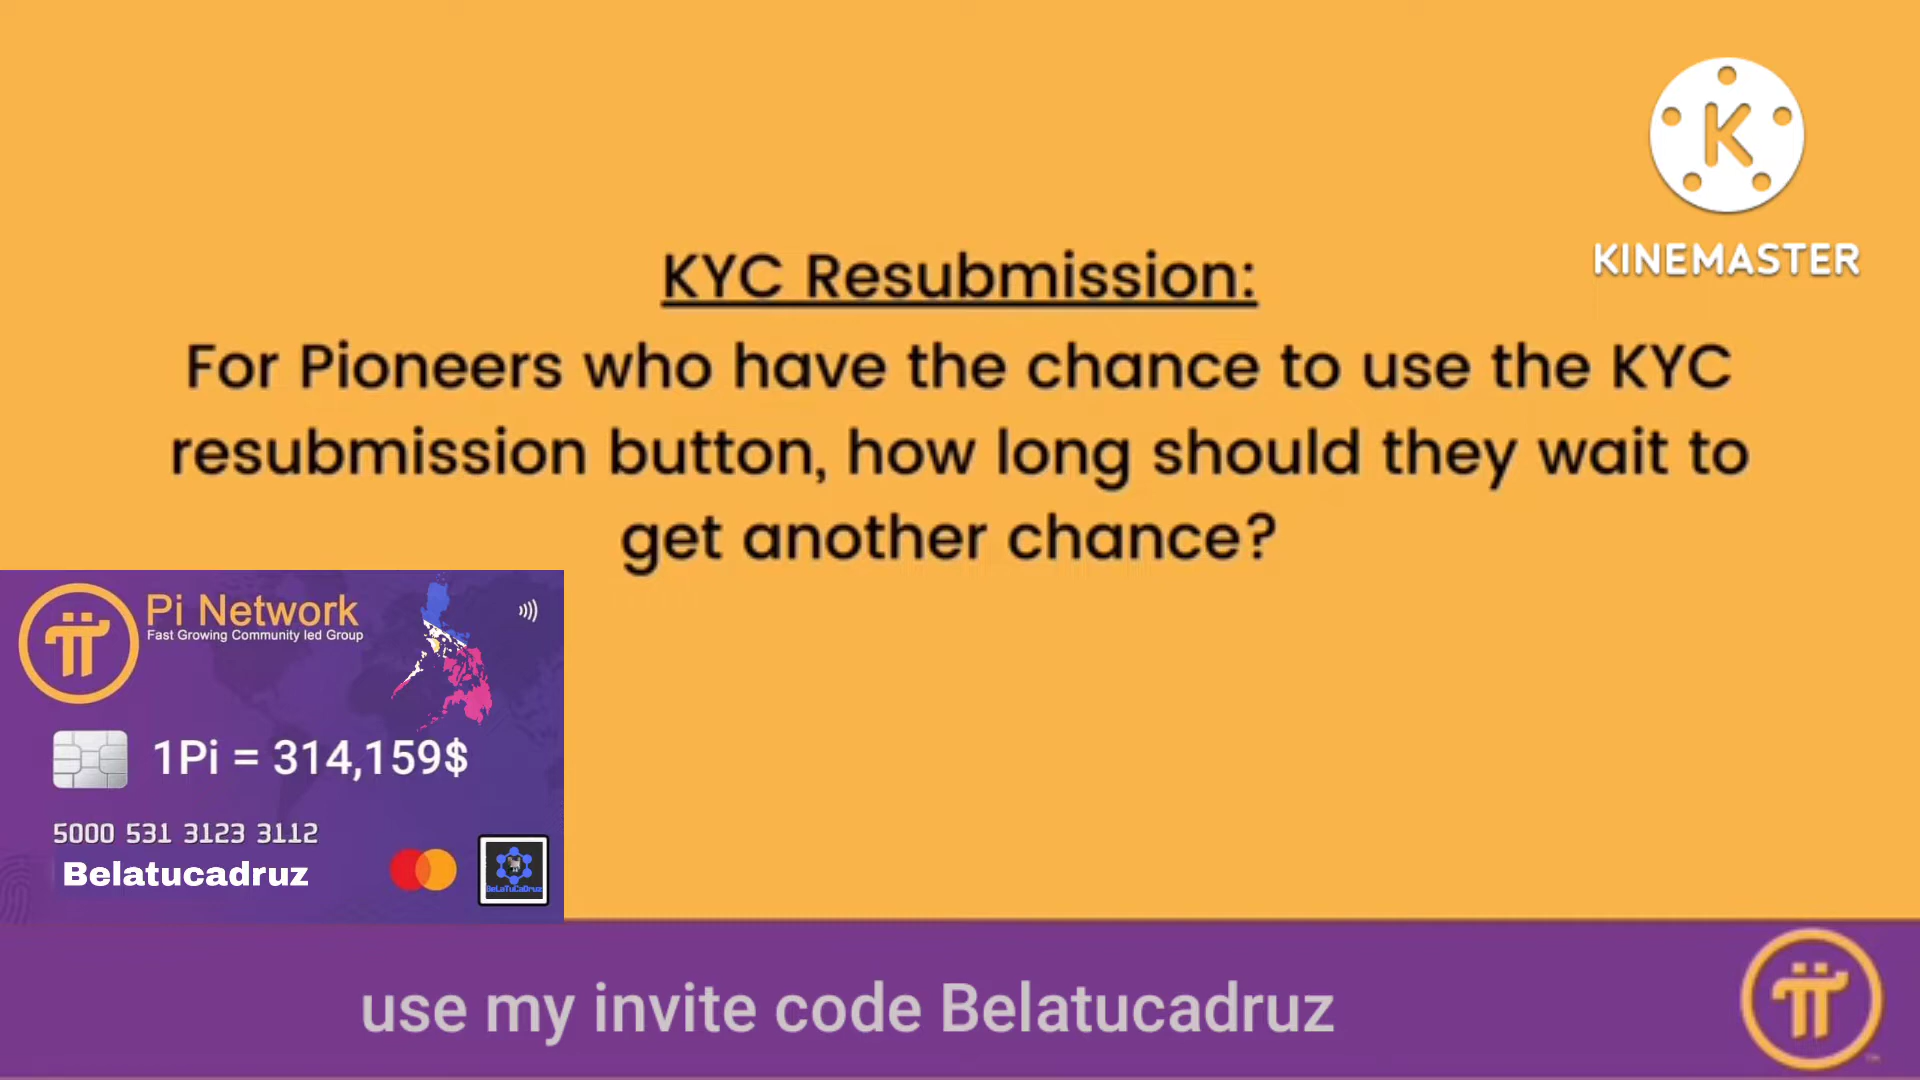 K
KINEMASTER
KYC Resubmission:
For Pioneers who have the chance to use the KYC
resubmission button, how long should they wait to
get another chance?
Pi Network
Fast Growing Community led Group
1Pi = 314,159$
5000 531 3123 3112
Belatucadruz
BeLaTuCaDruz
use my invite code Belatucadruz